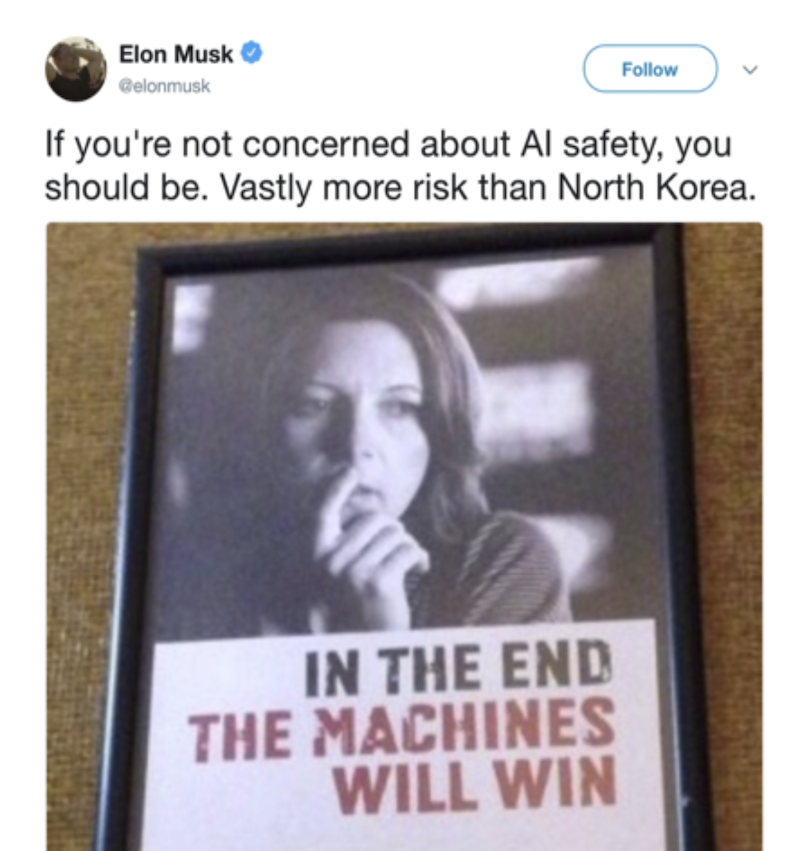 Elon Musk
Follow
@elonmusk
If you're not concerned about AI safety, you
should be. Vastly more risk than North Korea.
IN THE END
THE MACHINES
WILL WIN